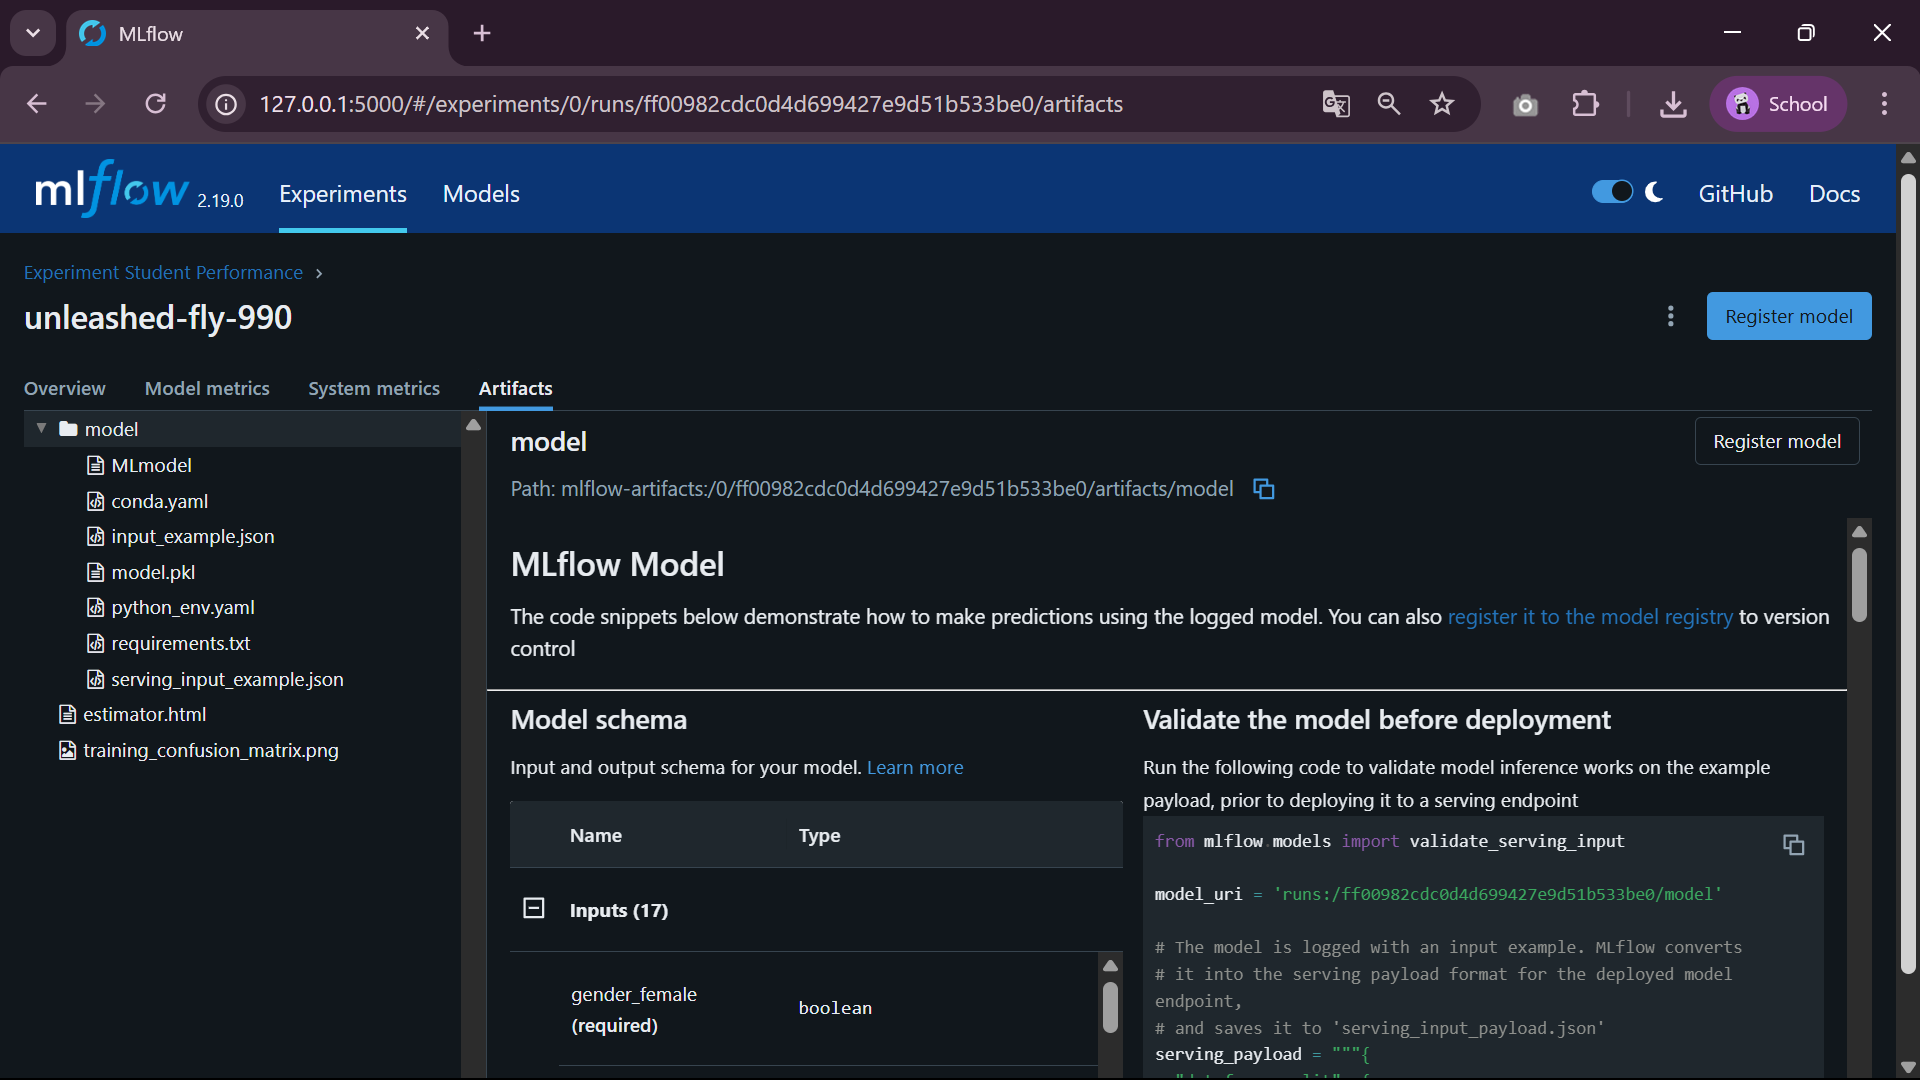 MLflow
127.0.0.1:5000/#/experiments/0/runs/ff00982cdc0d4d699427e9d51b533be0/artifacts
School
mlflow 2.19.0
Experiments
Models
GitHub
Docs
Experiment Student Performance
unleashed-fly-990
Register model
Overview
Model metrics
System metrics
Artifacts
model
MLmodel
conda.yaml
input_example.json
model.pkl
python_env.yaml
requirements.txt
serving_input_example.json
estimator.html
training_confusion_matrix.png
model
Register model
Path: mlflow-artifacts:/0/ff00982cdc0d4d699427e9d51b533be0/artifacts/model
MLflow Model
The code snippets below demonstrate how to make predictions using the logged model. You can also register it to the model registry to version
control
Model schema
Input and output schema for your model. Learn more
Name
Type
Inputs (17)
gender_female
(required)
boolean
Validate the model before deployment
Run the following code to validate model inference works on the example
payload, prior to deploying it to a serving endpoint
from mlflow.models import validate_serving_input
model_uri = 'runs:/ff00982cdc0d4d699427e9d51b533be0/model'
# The model is logged with an input example. MLflow converts
# it into the serving payload format for the deployed model
endpoint,
# and saves it to 'serving_input_payload.json'
serving_payload = """{